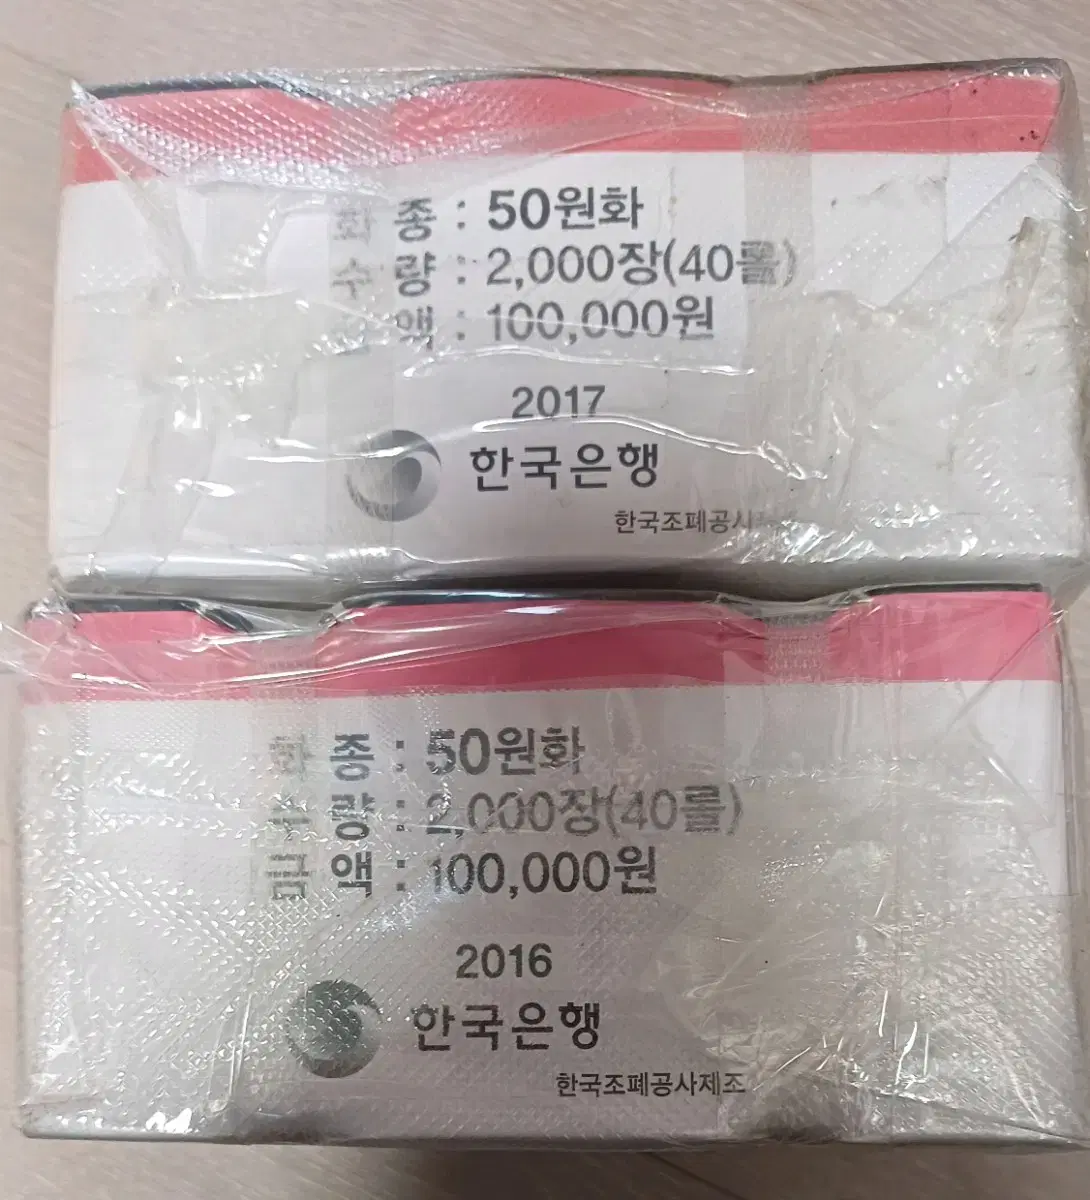 화 종 : 50원화
수 량 : 2,000장(40롤)
액 : 100,000원
2017
한국은행
한국조폐공사제조
화 종 : 50원화
수 량 : 2,000장(40롤)
금 액 : 100,000원
2016
한국은행
한국조폐공사제조